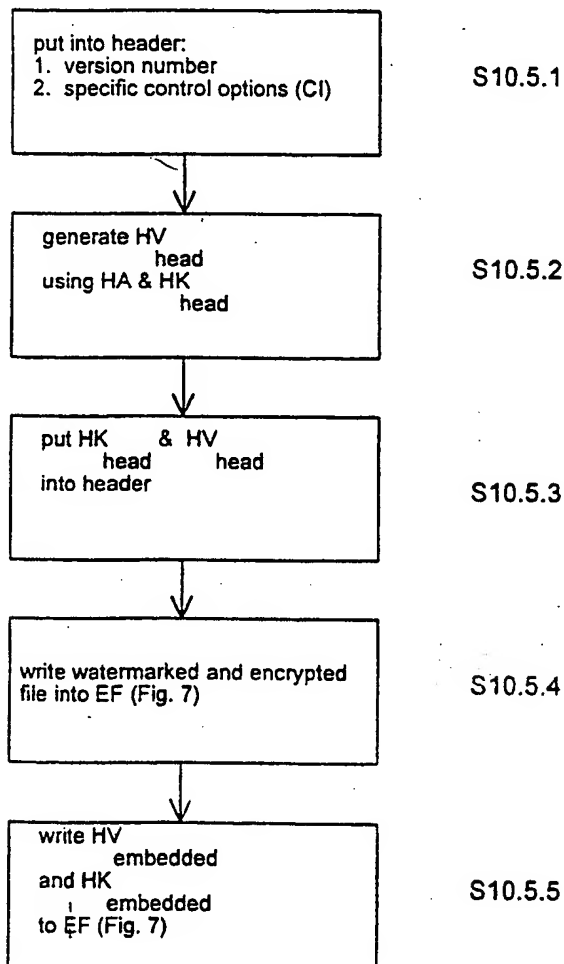 put into header:
1. version number
2. specific control options (CI)
S10.5.1
generate HV
head
using HA & HK
head
S10.5.2
put HK & HV
head head
into header
S10.5.3
write watermarked and encrypted
file into EF (Fig. 7)
S10.5.4
write HV
embedded
and HK
embedded
to EF (Fig. 7)
S10.5.5